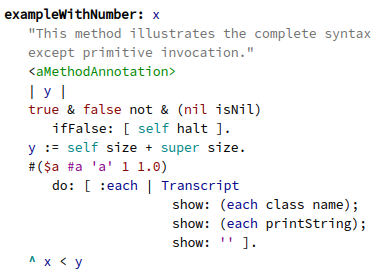 exampleWithNumber: x
"This method illustrates the complete syntax
except primitive invocation."
<aMethodAnnotation>
| y |
true & false not & (nil isNil)
ifFalse: [ self halt ].
y := self size + super size.
#($a #a 'a' 1 1.0)
do: [ :each | Transcript
show: (each class name);
show: (each printString);
show: '' ].
^ x < y